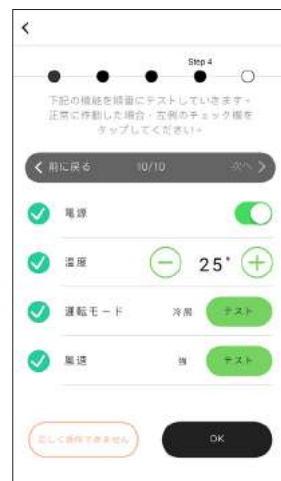 Step 4
下記の機能を順番にテストしていきます。
正常に作動した場合、左側のチェック欄を
タップしてください。
前に戻る 10/10 次へ
電源
温度 25°
運転モード 冷房 テスト
風速 強 テスト
正しく操作できません OK